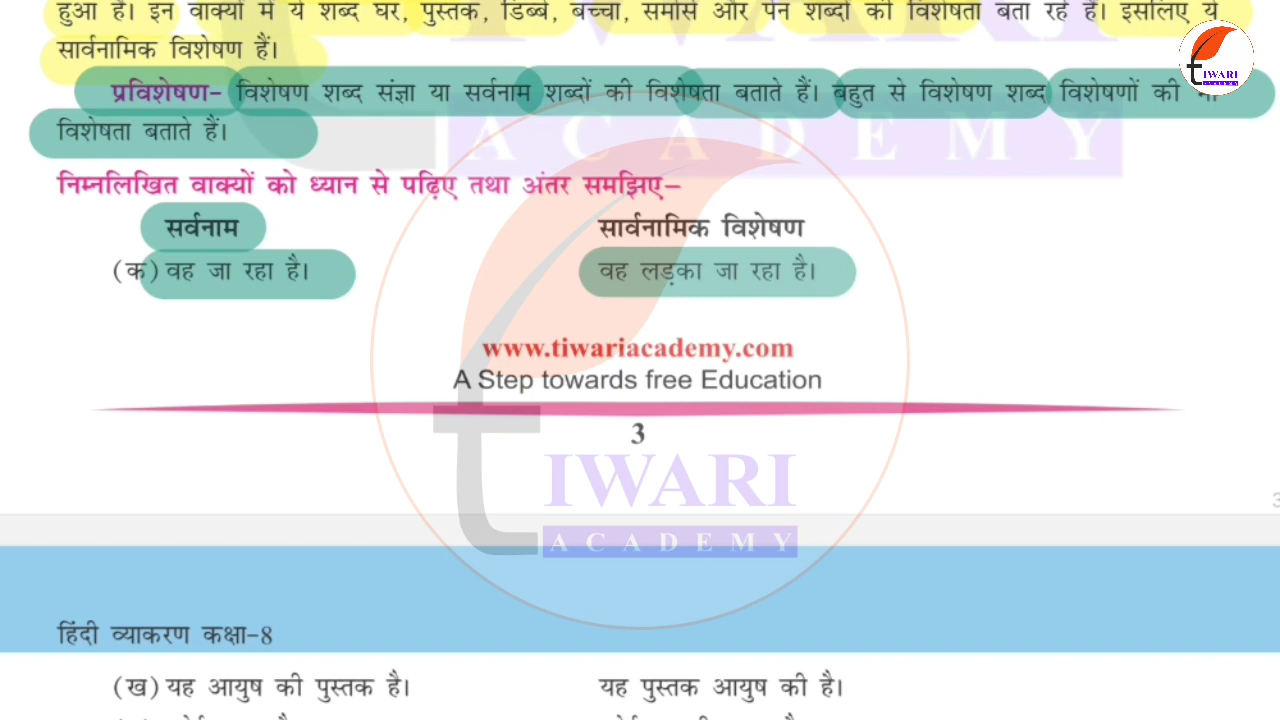 हुआ है। इन वाक्यों में ये शब्द घर, पुस्तक, डिब्बे, बच्चा, समोसे और पेन शब्दों की विशेषता बता रहे हैं। इसलिए ये
सार्वनामिक विशेषण हैं।
प्रविशेषण- विशेषण शब्द संज्ञा या सर्वनाम शब्दों की विशेषता बताते हैं। बहुत से विशेषण शब्द विशेषणों की भी
विशेषता बताते हैं।
निम्नलिखित वाक्यों को ध्यान से पढ़िए तथा अंतर समझिए–
सर्वनाम सार्वनामिक विशेषण
(क) वह जा रहा है। वह लड़का जा रहा है।
www.tiwariacademy.com
A Step towards free Education
3
tIWARI
ACADEMY
हिंदी व्याकरण कक्षा-8
(ख) यह आयुष की पुस्तक है। यह पुस्तक आयुष की है।